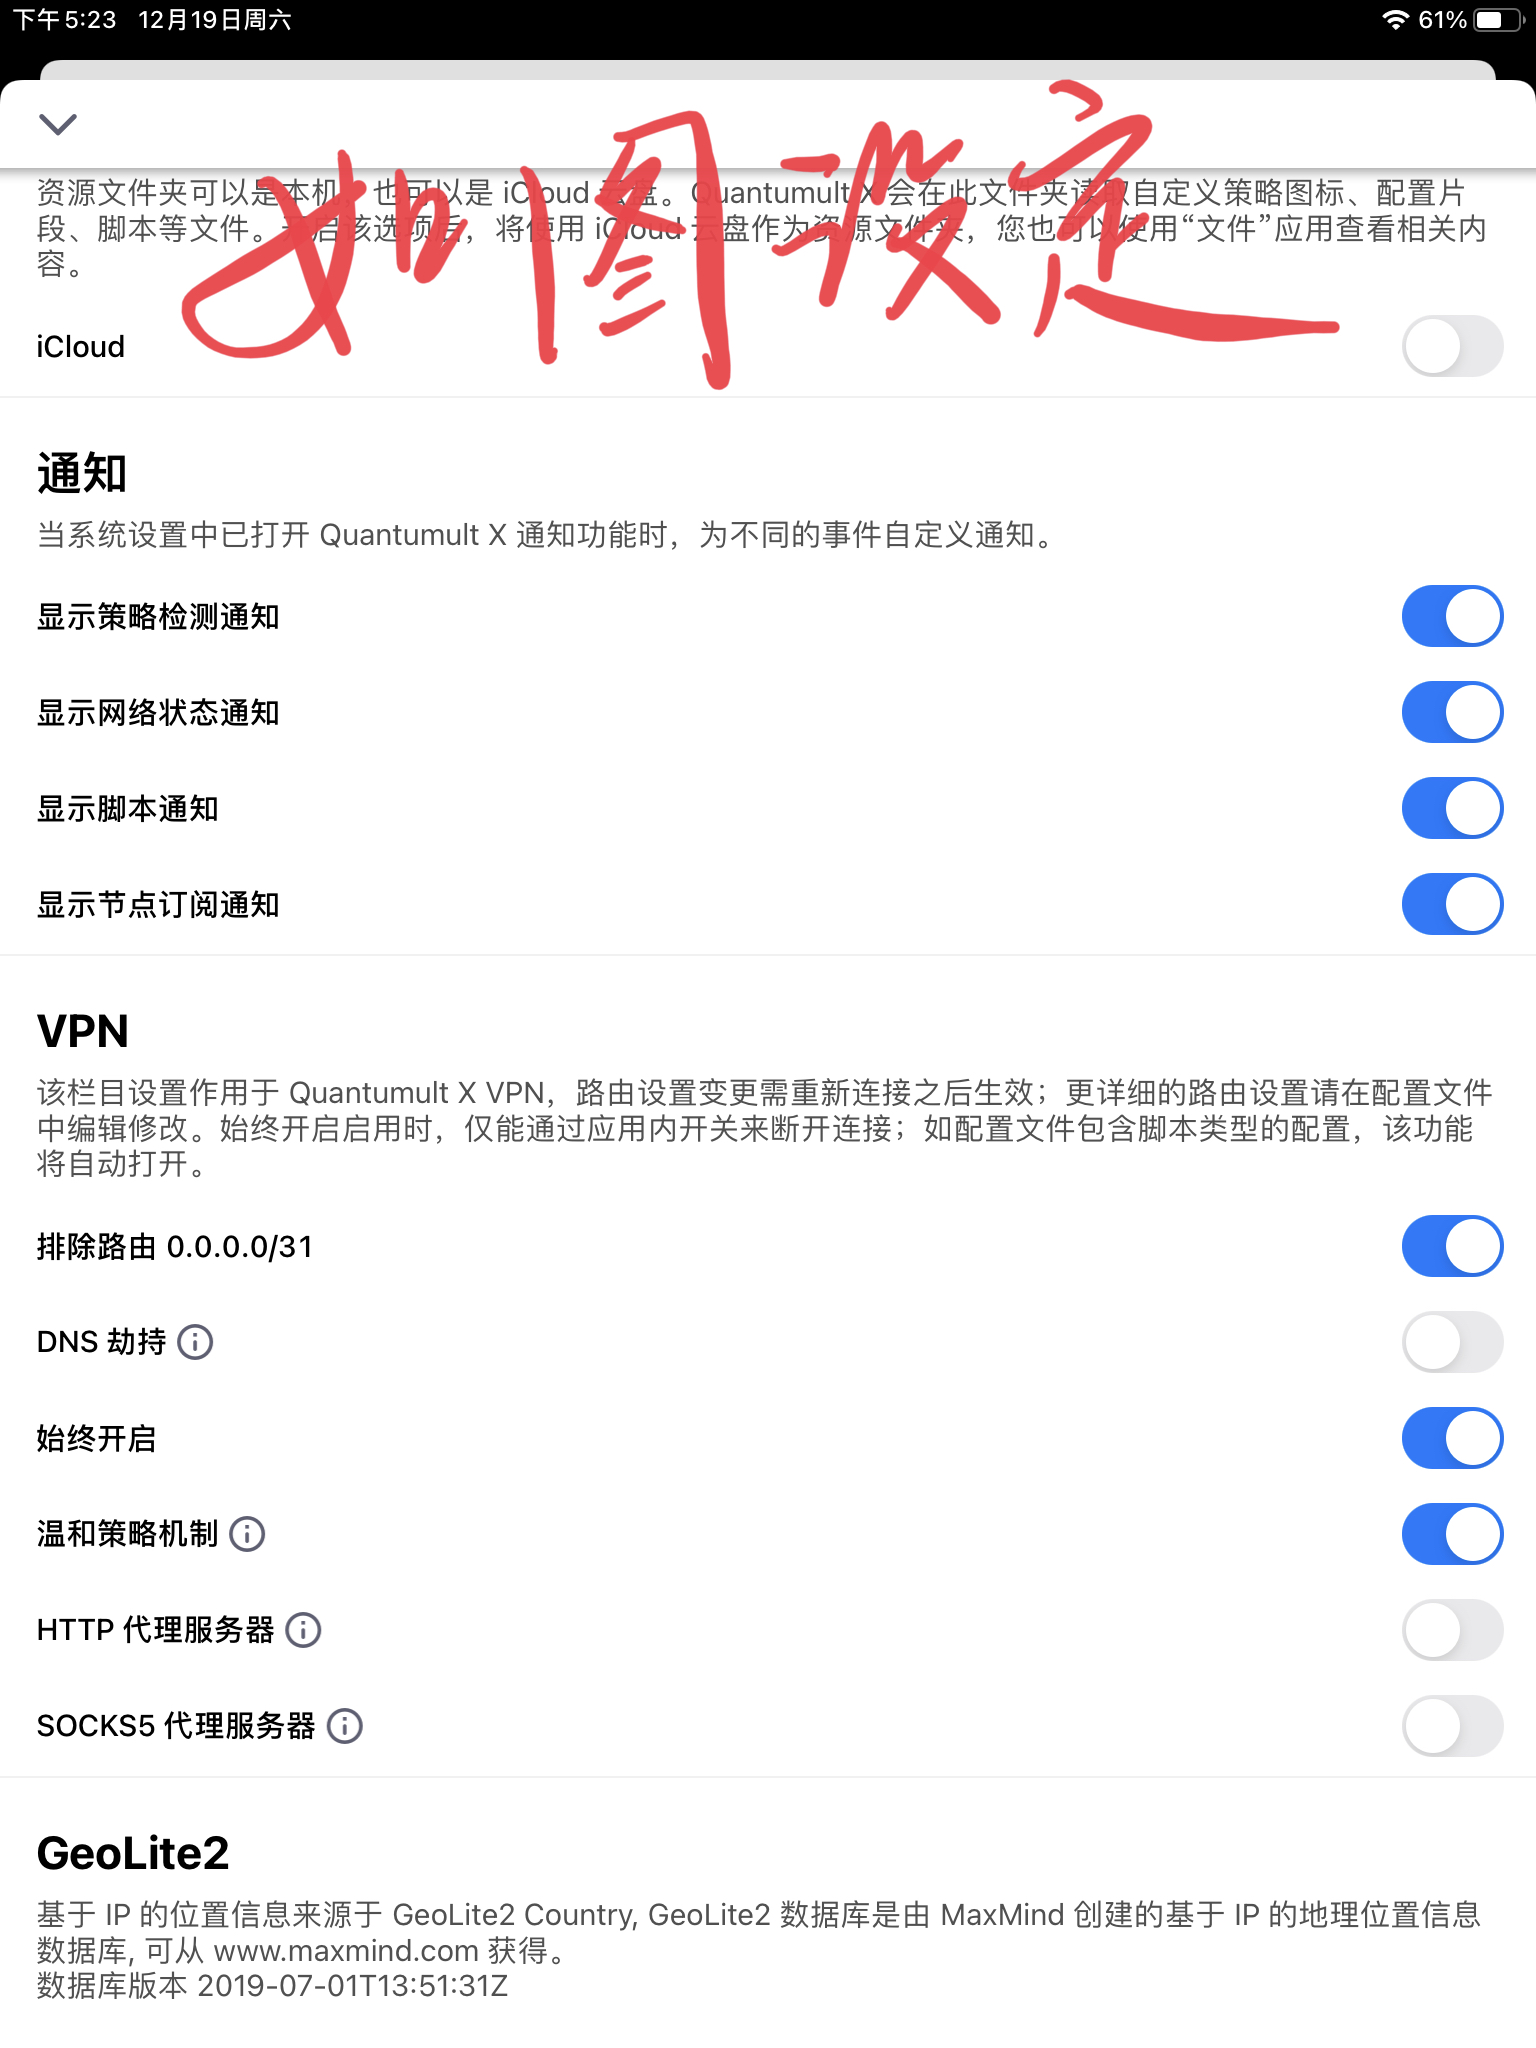 下午5:23 12月19日周六 61%
如图设定
资源文件夹可以是本机，也可以是 iCloud 云盘。Quantumult X 会在此文件夹读取自定义策略图标、配置片
段、脚本等文件。开启该选项后，将使用 iCloud 云盘作为资源文件夹，您也可以使用“文件”应用查看相关内
容。
iCloud
通知
当系统设置中已打开 Quantumult X 通知功能时，为不同的事件自定义通知。
显示策略检测通知
显示网络状态通知
显示脚本通知
显示节点订阅通知
VPN
该栏目设置作用于 Quantumult X VPN，路由设置变更需重新连接之后生效；更详细的路由设置请在配置文件
中编辑修改。始终开启启用时，仅能通过应用内开关来断开连接；如配置文件包含脚本类型的配置，该功能
将自动打开。
排除路由 0.0.0.0/31
DNS 劫持
始终开启
温和策略机制
HTTP 代理服务器
SOCKS5 代理服务器
GeoLite2
基于 IP 的位置信息来源于 GeoLite2 Country, GeoLite2 数据库是由 MaxMind 创建的基于 IP 的地理位置信息
数据库, 可从 www.maxmind.com 获得。
数据库版本 2019-07-01T13:51:31Z